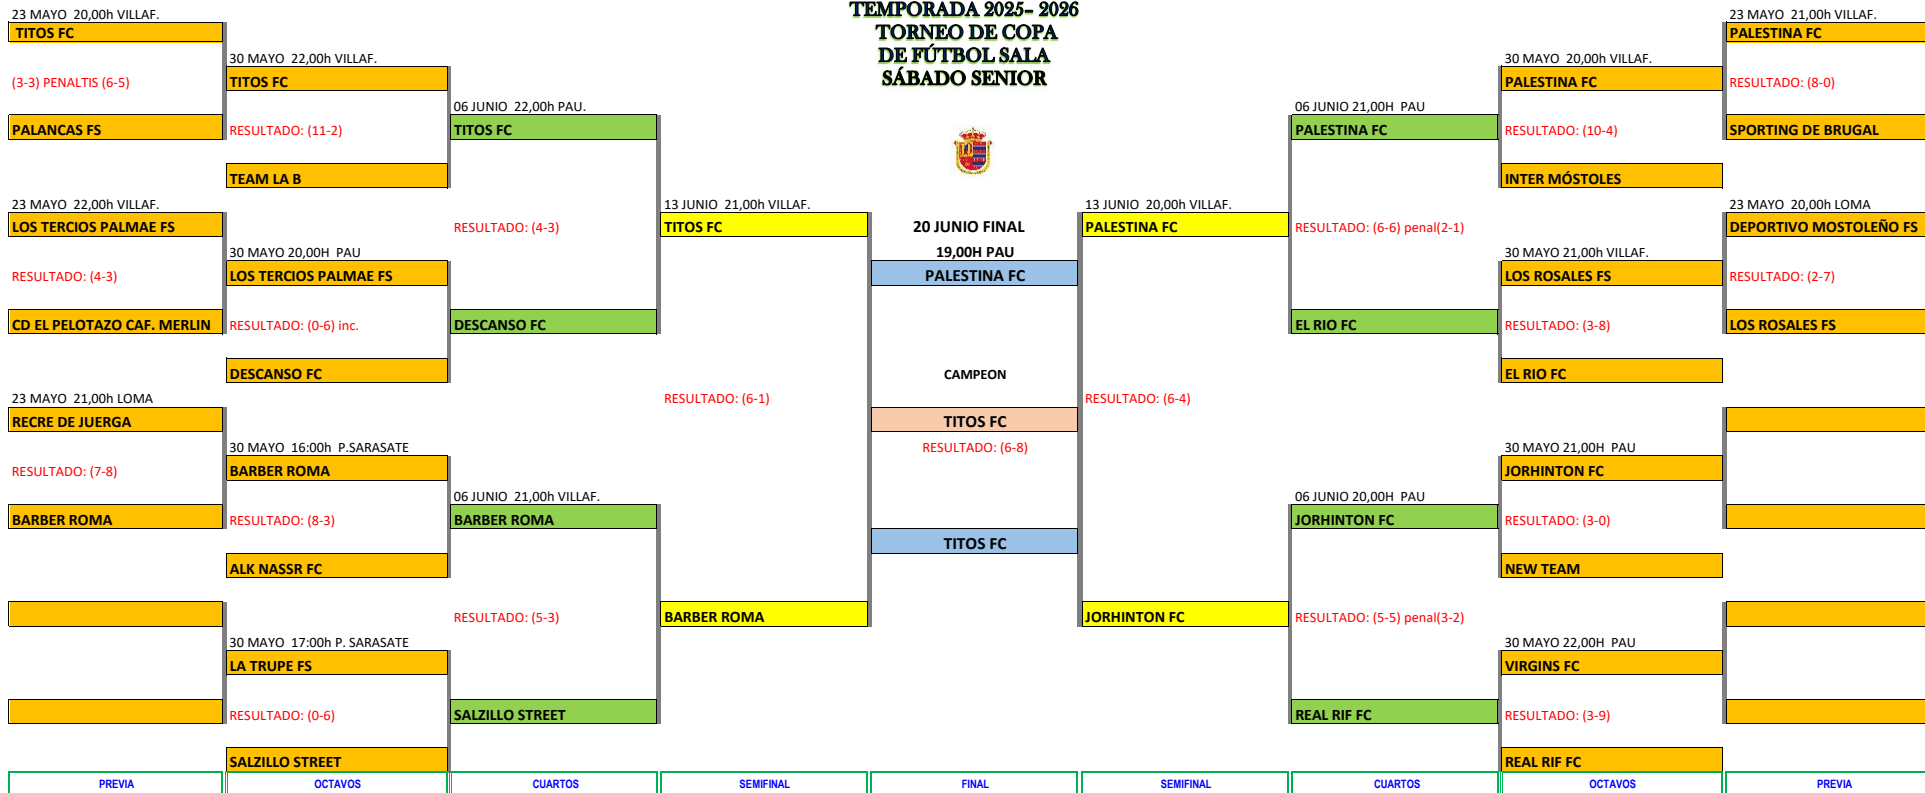 TEMPORADA 2025– 2026
TORNEO DE COPA
DE FÚTBOL SALA
SÁBADO SENIOR
23 MAYO 20,00h VILLAF.
TITOS FC
(3-3) PENALTIS (6-5)
PALANCAS FS
23 MAYO 22,00h VILLAF.
LOS TERCIOS PALMAE FS
RESULTADO: (4-3)
CD EL PELOTAZO CAF. MERLIN
23 MAYO 21,00h LOMA
RECRE DE JUERGA
RESULTADO: (7-8)
BARBER ROMA
30 MAYO 22,00h VILLAF.
TITOS FC
RESULTADO: (11-2)
TEAM LA B
30 MAYO 20,00H PAU
LOS TERCIOS PALMAE FS
RESULTADO: (0-6) inc.
DESCANSO FC
30 MAYO 16:00h P.SARASATE
BARBER ROMA
RESULTADO: (8-3)
ALK NASSR FC
30 MAYO 17:00h P. SARASATE
LA TRUPE FS
RESULTADO: (0-6)
SALZILLO STREET
06 JUNIO 22,00h PAU.
TITOS FC
RESULTADO: (4-3)
DESCANSO FC
06 JUNIO 21,00h VILLAF.
BARBER ROMA
RESULTADO: (5-3)
SALZILLO STREET
13 JUNIO 21,00h VILLAF.
TITOS FC
RESULTADO: (6-1)
BARBER ROMA
20 JUNIO FINAL
19,00H PAU
PALESTINA FC
CAMPEON
TITOS FC
RESULTADO: (6-8)
TITOS FC
13 JUNIO 20,00h VILLAF.
PALESTINA FC
RESULTADO: (6-4)
JORHINTON FC
06 JUNIO 21,00H PAU
PALESTINA FC
RESULTADO: (6-6) penal(2-1)
EL RIO FC
06 JUNIO 20,00H PAU
JORHINTON FC
RESULTADO: (5-5) penal(3-2)
REAL RIF FC
30 MAYO 20,00h VILLAF.
PALESTINA FC
RESULTADO: (10-4)
INTER MÓSTOLES
30 MAYO 21,00h VILLAF.
LOS ROSALES FS
RESULTADO: (3-8)
EL RIO FC
30 MAYO 21,00H PAU
JORHINTON FC
RESULTADO: (3-0)
NEW TEAM
30 MAYO 22,00H PAU
VIRGINS FC
RESULTADO: (3-9)
REAL RIF FC
23 MAYO 21,00h VILLAF.
PALESTINA FC
RESULTADO: (8-0)
SPORTING DE BRUGAL
23 MAYO 20,00h LOMA
DEPORTIVO MOSTOLEÑO FS
RESULTADO: (2-7)
LOS ROSALES FS
PREVIA OCTAVOS CUARTOS SEMIFINAL FINAL SEMIFINAL CUARTOS OCTAVOS PREVIA